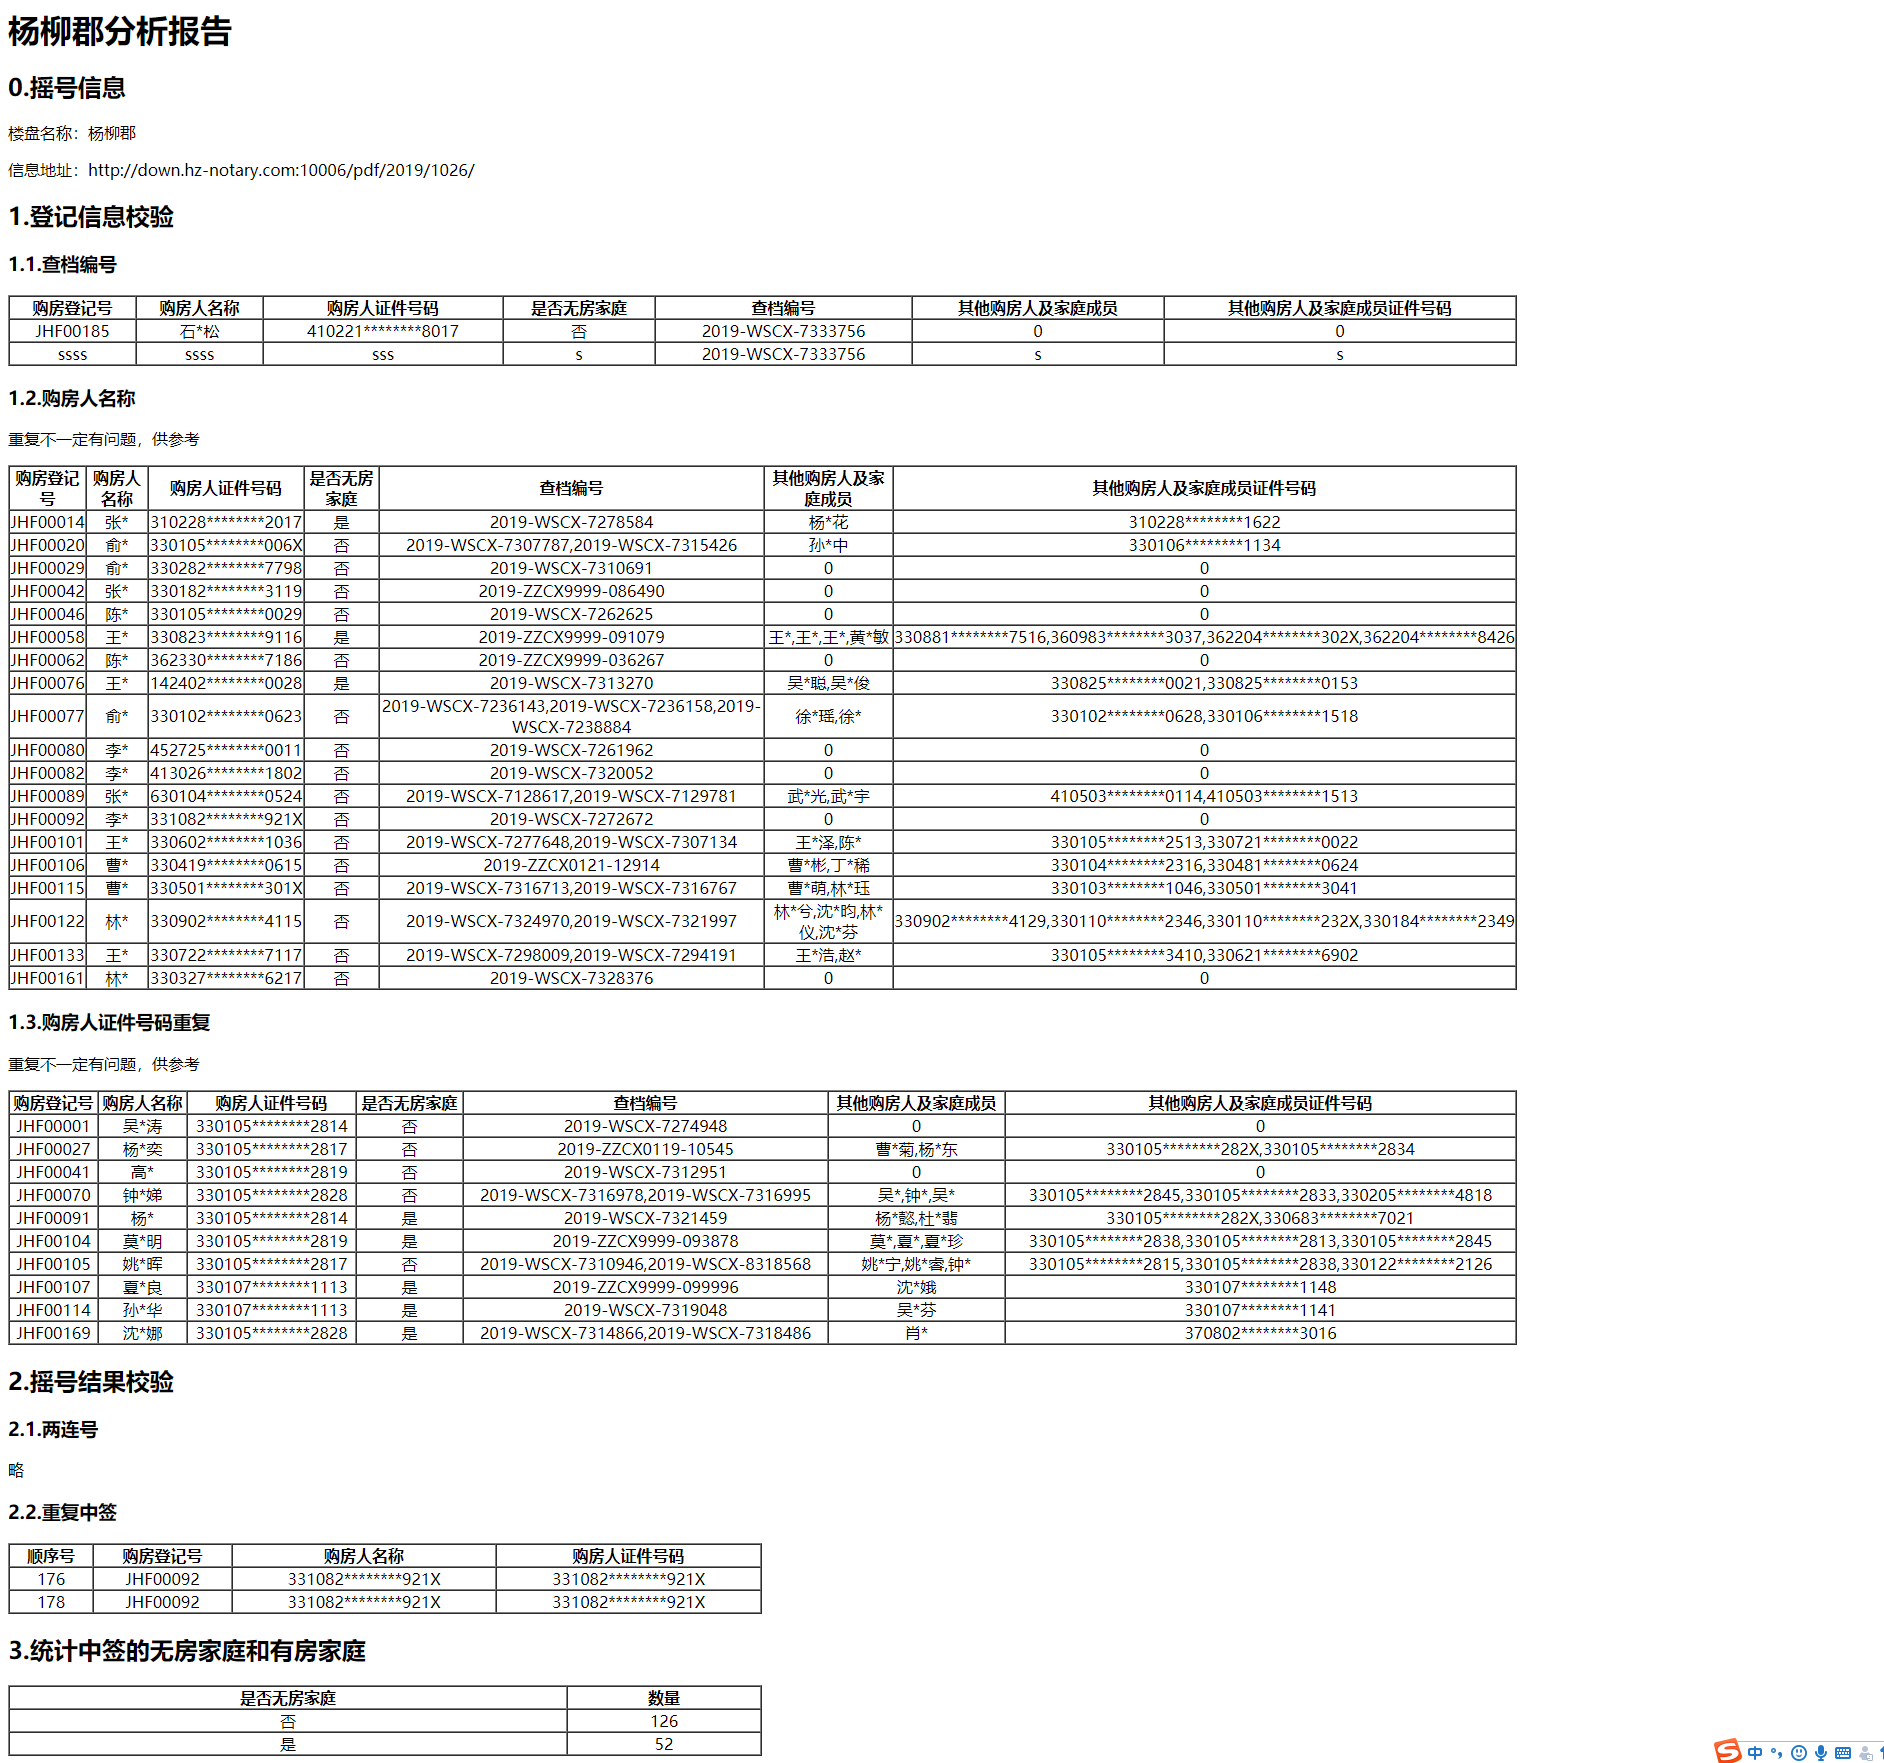 杨柳郡分析报告
0.摇号信息
楼盘名称：杨柳郡
信息地址：http://down.hz-notary.com:10006/pdf/2019/1026/
1.登记信息校验
1.1.查档编号
购房登记号 购房人名称 购房人证件号码 是否无房家庭 查档编号 其他购房人及家庭成员 其他购房人及家庭成员证件号码
JHF00185 石*松 410221********8017 否 2019-WSCX-7333756 0 0
ssss ssss sss s 2019-WSCX-7333756 s s
1.2.购房人名称
重复不一定有问题，供参考
购房登记号 购房人名称 购房人证件号码 是否无房家庭 查档编号 其他购房人及家庭成员 其他购房人及家庭成员证件号码
JHF00014 张* 310228********2017 是 2019-WSCX-7278584 杨*花 310228********1622
JHF00020 俞* 330105********006X 否 2019-WSCX-7307787,2019-WSCX-7315426 孙*中 330106********1134
JHF00029 俞* 330282********7798 否 2019-WSCX-7310691 0 0
JHF00042 张* 330182********3119 否 2019-ZZCX9999-086490 0 0
JHF00046 陈* 330105********0029 否 2019-WSCX-7262625 0 0
JHF00058 王* 330823********9116 是 2019-ZZCX9999-091079 王*,王*,王*,黄*敏 330881********7516,360983********3037,362204********302X,362204********8426
JHF00062 陈* 362330********7186 否 2019-ZZCX9999-036267 0 0
JHF00076 王* 142402********0028 是 2019-WSCX-7313270 吴*聪,吴*俊 330825********0021,330825********0153
JHF00077 俞* 330102********0623 否 2019-WSCX-7236143,2019-WSCX-7236158,2019-WSCX-7238884 徐*瑶,徐* 330102********0628,330106********1518
JHF00080 李* 452725********0011 否 2019-WSCX-7261962 0 0
JHF00082 李* 413026********1802 否 2019-WSCX-7320052 0 0
JHF00089 张* 630104********0524 否 2019-WSCX-7128617,2019-WSCX-7129781 武*光,武*宇 410503********0114,410503********1513
JHF00092 李* 331082********921X 否 2019-WSCX-7272672 0 0
JHF00101 王* 330602********1036 否 2019-WSCX-7277648,2019-WSCX-7307134 王*泽,陈* 330105********2513,330721********0022
JHF00106 曹* 330419********0615 否 2019-ZZCX0121-12914 曹*彬,丁*稀 330104********2316,330481********0624
JHF00115 曹* 330501********301X 否 2019-WSCX-7316713,2019-WSCX-7316767 曹*萌,林*珏 330103********1046,330501********3041
JHF00122 林* 330902********4115 否 2019-WSCX-7324970,2019-WSCX-7321997 林*兮,沈*昀,林*仪,沈*芬 330902********4129,330110********2346,330110********232X,330184********2349
JHF00133 王* 330722********7117 否 2019-WSCX-7298009,2019-WSCX-7294191 王*浩,赵* 330105********3410,330621********6902
JHF00161 林* 330327********6217 否 2019-WSCX-7328376 0 0
1.3.购房人证件号码重复
重复不一定有问题，供参考
购房登记号 购房人名称 购房人证件号码 是否无房家庭 查档编号 其他购房人及家庭成员 其他购房人及家庭成员证件号码
JHF00001 吴*涛 330105********2814 否 2019-WSCX-7274948 0 0
JHF00027 杨*奕 330105********2817 否 2019-ZZCX0119-10545 曹*菊,杨*东 330105********282X,330105********2834
JHF00041 高* 330105********2819 否 2019-WSCX-7312951 0 0
JHF00070 钟*娣 330105********2828 否 2019-WSCX-7316978,2019-WSCX-7316995 吴*,钟*,吴* 330105********2845,330105********2833,330205********4818
JHF00091 杨* 330105********2814 是 2019-WSCX-7321459 杨*懿,杜*翡 330105********282X,330683********7021
JHF00104 莫*明 330105********2819 是 2019-ZZCX9999-093878 莫*,夏*,夏*珍 330105********2838,330105********2813,330105********2845
JHF00105 姚*晖 330105********2817 否 2019-WSCX-7310946,2019-WSCX-8318568 姚*宁,姚*睿,钟* 330105********2815,330105********2838,330122********2126
JHF00107 夏*良 330107********1113 是 2019-ZZCX9999-099996 沈*娥 330107********1148
JHF00114 孙*华 330107********1113 是 2019-WSCX-7319048 吴*芬 330107********1141
JHF00169 沈*娜 330105********2828 是 2019-WSCX-7314866,2019-WSCX-7318486 肖* 370802********3016
2.摇号结果校验
2.1.两连号
略
2.2.重复中签
顺序号 购房登记号 购房人名称 购房人证件号码
176 JHF00092 331082********921X 331082********921X
178 JHF00092 331082********921X 331082********921X
3.统计中签的无房家庭和有房家庭
是否无房家庭 数量
否 126
是 52
中